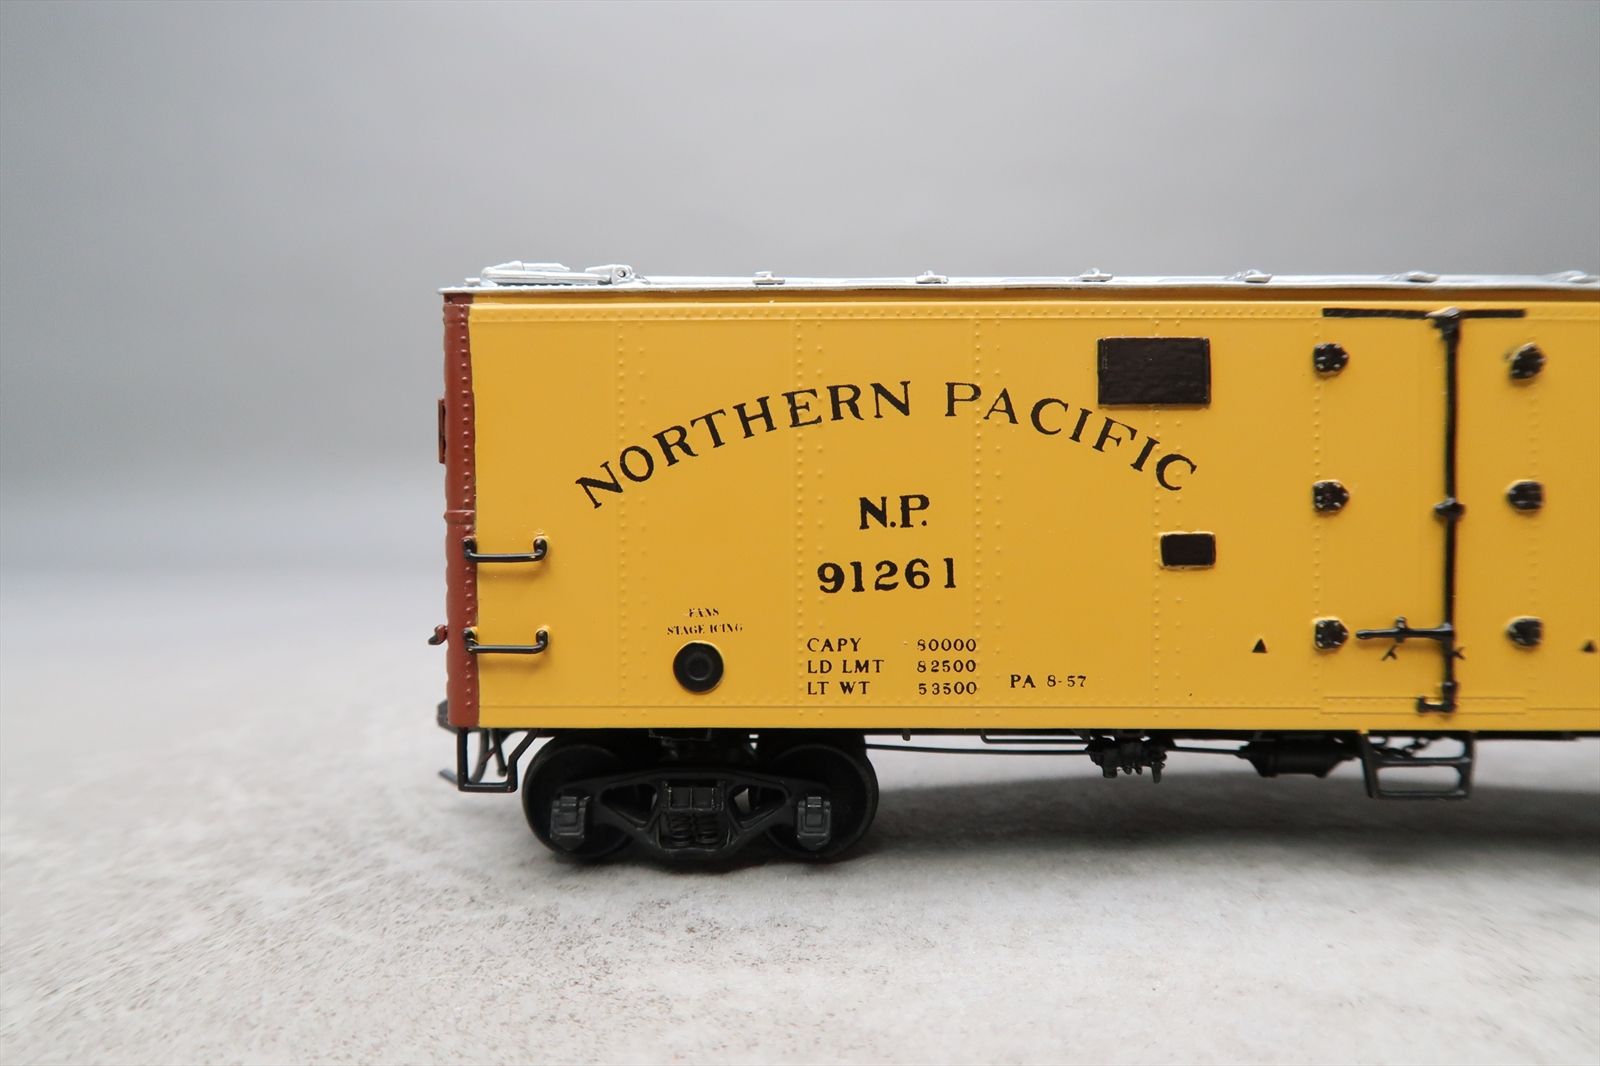 NORTHERN PACIFIC
N.P.
91261
FANS
STAGE ICING
CAPY 80000
LD LMT 82500
LT WT 53500 PA 8-57